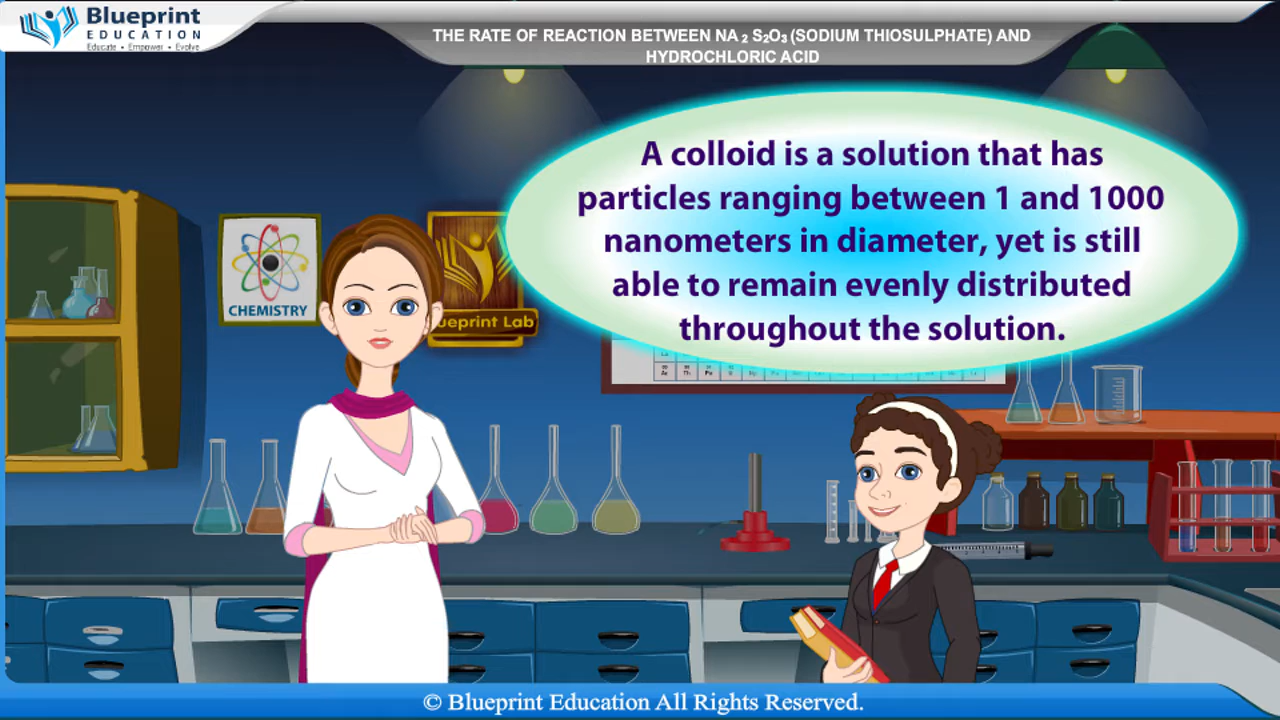 Blueprint
EDUCATION
Educate • Empower • Evolve
THE RATE OF REACTION BETWEEN NA ₂ S₂O₃ (SODIUM THIOSULPHATE) AND
HYDROCHLORIC ACID
A colloid is a solution that has
particles ranging between 1 and 1000
nanometers in diameter, yet is still
able to remain evenly distributed
throughout the solution.
CHEMISTRY
ueprint Lab
© Blueprint Education All Rights Reserved.